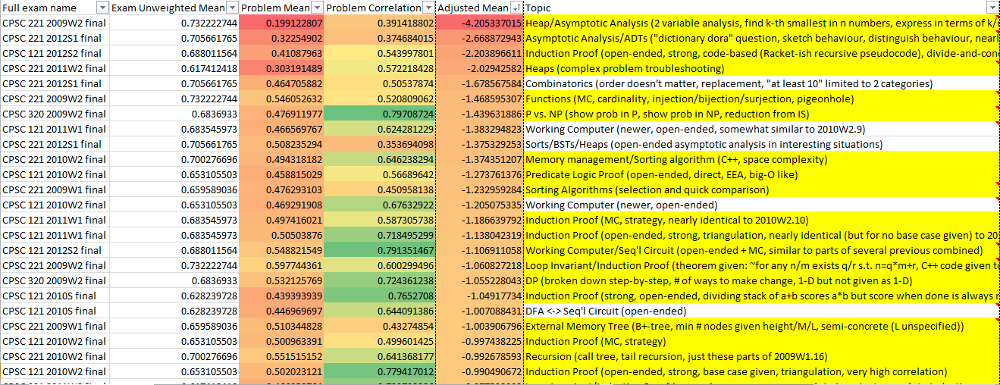 Full exam name Exam Unweighted Mean Problem Mean Problem Correlation Adjusted Mean Topic
CPSC 221 2009W2 final 0.732222744 0.199122807 0.391418802 -4.205337015 Heap/Asymptotic Analysis (2 variable analysis, find k-th smallest in n numbers, express in terms of k/
CPSC 221 2012S1 final 0.705661765 0.32254902 0.374684015 -2.668872943 Asymptotic Analysis/ADTs ("dictionary dora" question, sketch behaviour, distinguish behaviour, nearl
CPSC 121 2012S2 final 0.688011564 0.41087963 0.543997801 -2.203896611 Induction Proof (open-ended, strong, code-based (Racket-ish recursive pseudocode), divide-and-con
CPSC 221 2011W2 final 0.617412418 0.303191489 0.572218428 -2.02942582 Heaps (complex problem troubleshooting)
CPSC 221 2012S1 final 0.705661765 0.464705882 0.50537874 -1.678567584 Combinatorics (order doesn't matter, replacement, "at least 10" limited to 2 categories)
CPSC 221 2009W2 final 0.732222744 0.546052632 0.520809062 -1.468595307 Functions (MC, cardinality, injection/bijection/surjection, pigeonhole)
CPSC 320 2009W2 final 0.6836933 0.476911977 0.79708724 -1.439631886 P vs. NP (show prob in P, show prob in NP, reduction from IS)
CPSC 121 2011W1 final 0.683545973 0.466569767 0.624281229 -1.383294823 Working Computer (newer, open-ended, somewhat similar to 2010W2.9)
CPSC 221 2012S1 final 0.705661765 0.508235294 0.353694098 -1.375329253 Sorts/BSTs/Heaps (open-ended asymptotic analysis in interesting situations)
CPSC 221 2010W2 final 0.700276696 0.494318182 0.646238294 -1.374351207 Memory management/Sorting algorithm (C++, space complexity)
CPSC 121 2010W2 final 0.653105503 0.458815029 0.56689642 -1.273761376 Predicate Logic Proof (open-ended, direct, EEA, big-O like)
CPSC 221 2009W1 final 0.659589036 0.476293103 0.450958138 -1.232959284 Sorting Algorithms (selection and quick comparison)
CPSC 121 2010W2 final 0.653105503 0.469291908 0.67632922 -1.205075335 Working Computer (newer, open-ended)
CPSC 121 2011W1 final 0.683545973 0.497416021 0.587305738 -1.186639792 Induction Proof (MC, strategy, nearly identical to 2010W2.10)
CPSC 121 2011W1 final 0.683545973 0.50503876 0.718495299 -1.138042319 Induction Proof (open-ended, strong, triangulation, nearly identical (but for no base case given) to 20
CPSC 121 2012S2 final 0.688011564 0.548821549 0.791351467 -1.106911058 Working Computer/Seq'l Circuit (open-ended + MC, similar to parts of several previous combined)
CPSC 221 2009W2 final 0.732222744 0.597744361 0.600299496 -1.060827218 Loop Invariant/Induction Proof (theorem given: ~for any n/m exists q/r s.t. n=q*m+r, C++ code given to
CPSC 320 2009W2 final 0.6836933 0.532125769 0.724361238 -1.055228043 DP (broken down step-by-step, # of ways to make change, 1-D but not given as 1-D)
CPSC 121 2010S final 0.628239728 0.439393939 0.7652708 -1.04917734 Induction Proof (strong, open-ended, dividing stack of a+b scores a*b but score when done is always
CPSC 121 2010S final 0.628239728 0.446969697 0.644091386 -1.007088431 DFA <-> Seq'l Circuit (open-ended)
CPSC 221 2009W1 final 0.659589036 0.510344828 0.43274854 -1.003906796 External Memory Tree (B+-tree, min # nodes given height/M/L, semi-concrete (L unspecified))
CPSC 121 2010W2 final 0.653105503 0.500963391 0.499601425 -0.997438225 Induction Proof (MC, strategy)
CPSC 221 2010W2 final 0.700276696 0.551515152 0.641368177 -0.992678593 Recursion (call tree, tail recursion, just these parts of 2009W1.16)
CPSC 121 2010W2 final 0.653105503 0.502023121 0.779417012 -0.990490672 Induction Proof (open-ended, strong, base case given, triangulation, very high correlation)